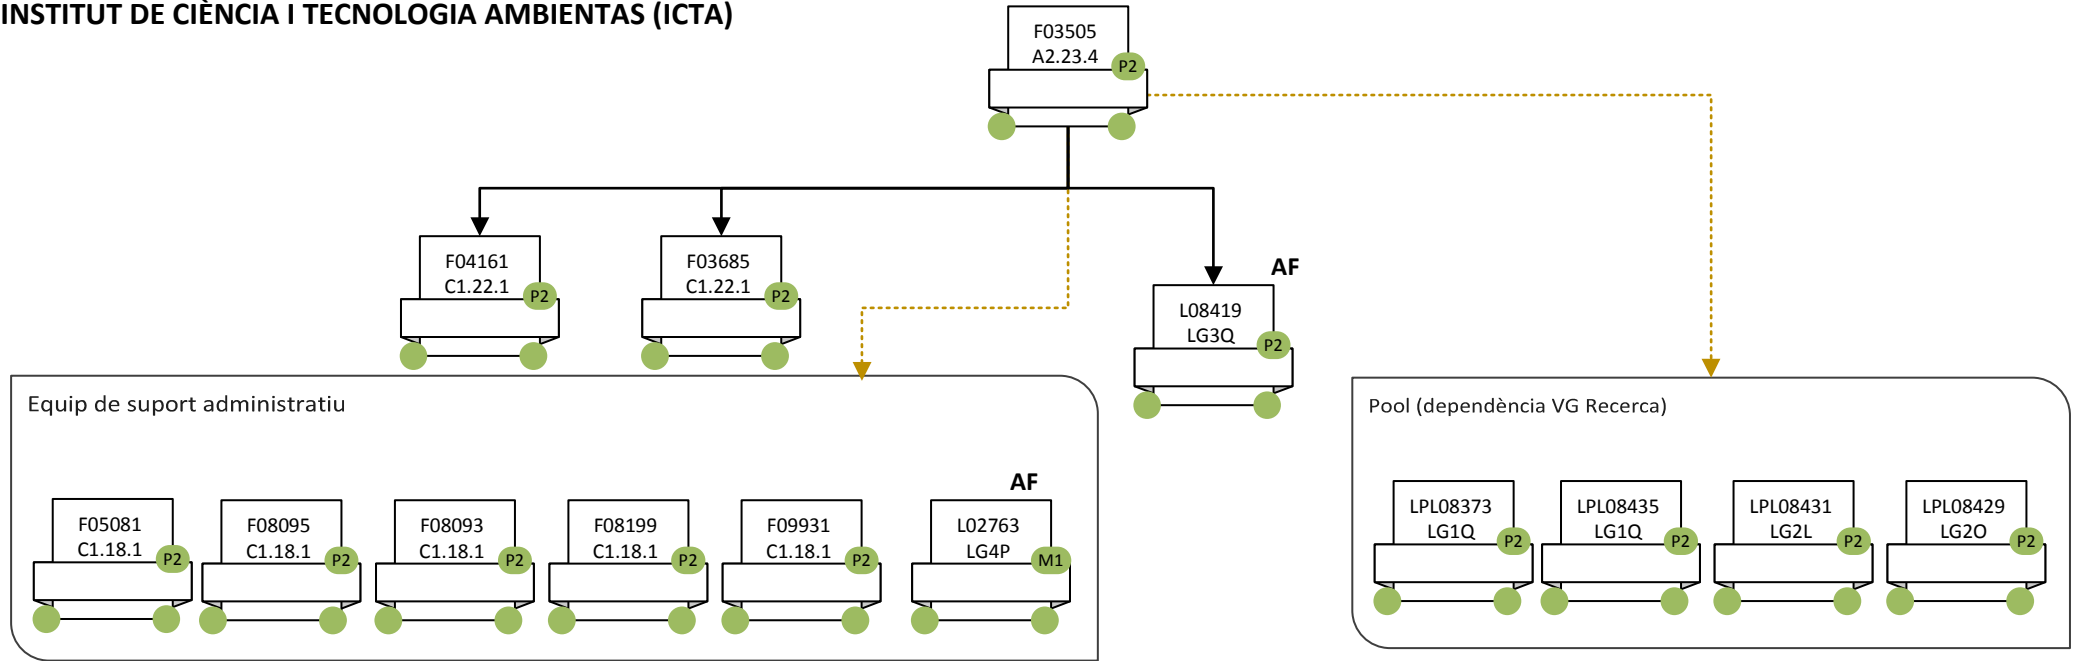 INSTITUT DE CIÈNCIA I TECNOLOGIA AMBIENTAS (ICTA)
F03505
A2.23.4
P2
F04161
C1.22.1
P2
F03685
C1.22.1
P2
AF
L08419
LG3Q
P2
Equip de suport administratiu
F05081
C1.18.1
P2
F08095
C1.18.1
P2
F08093
C1.18.1
P2
F08199
C1.18.1
P2
F09931
C1.18.1
P2
AF
L02763
LG4P
M1
Pool (dependència VG Recerca)
LPL08373
LG1Q
P2
LPL08435
LG1Q
P2
LPL08431
LG2L
P2
LPL08429
LG2O
P2